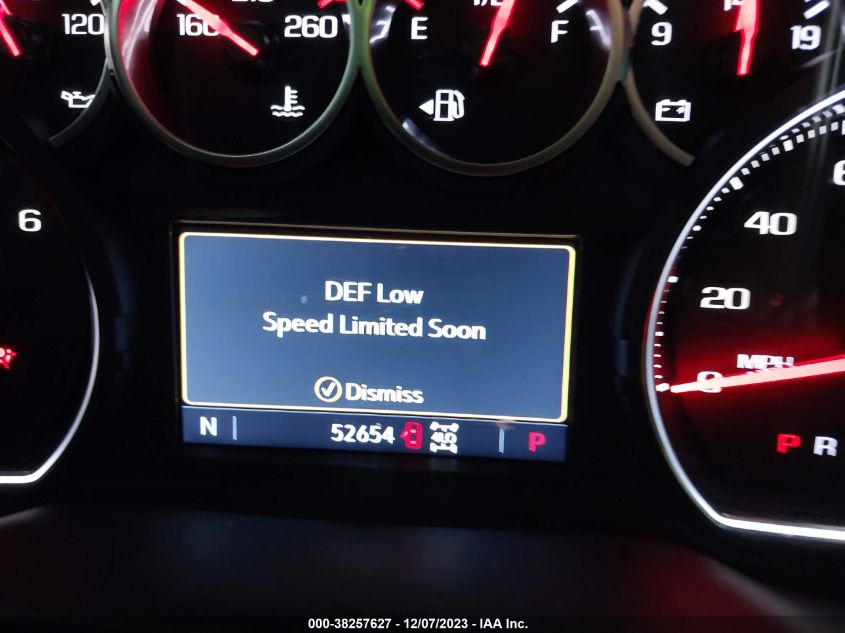 120 160 260 E F 9 19
6
40
20
0
MPH
DEF Low
Speed Limited Soon
Dismiss
N 52654 P
P R
000-38257627 - 12/07/2023 - IAA Inc.